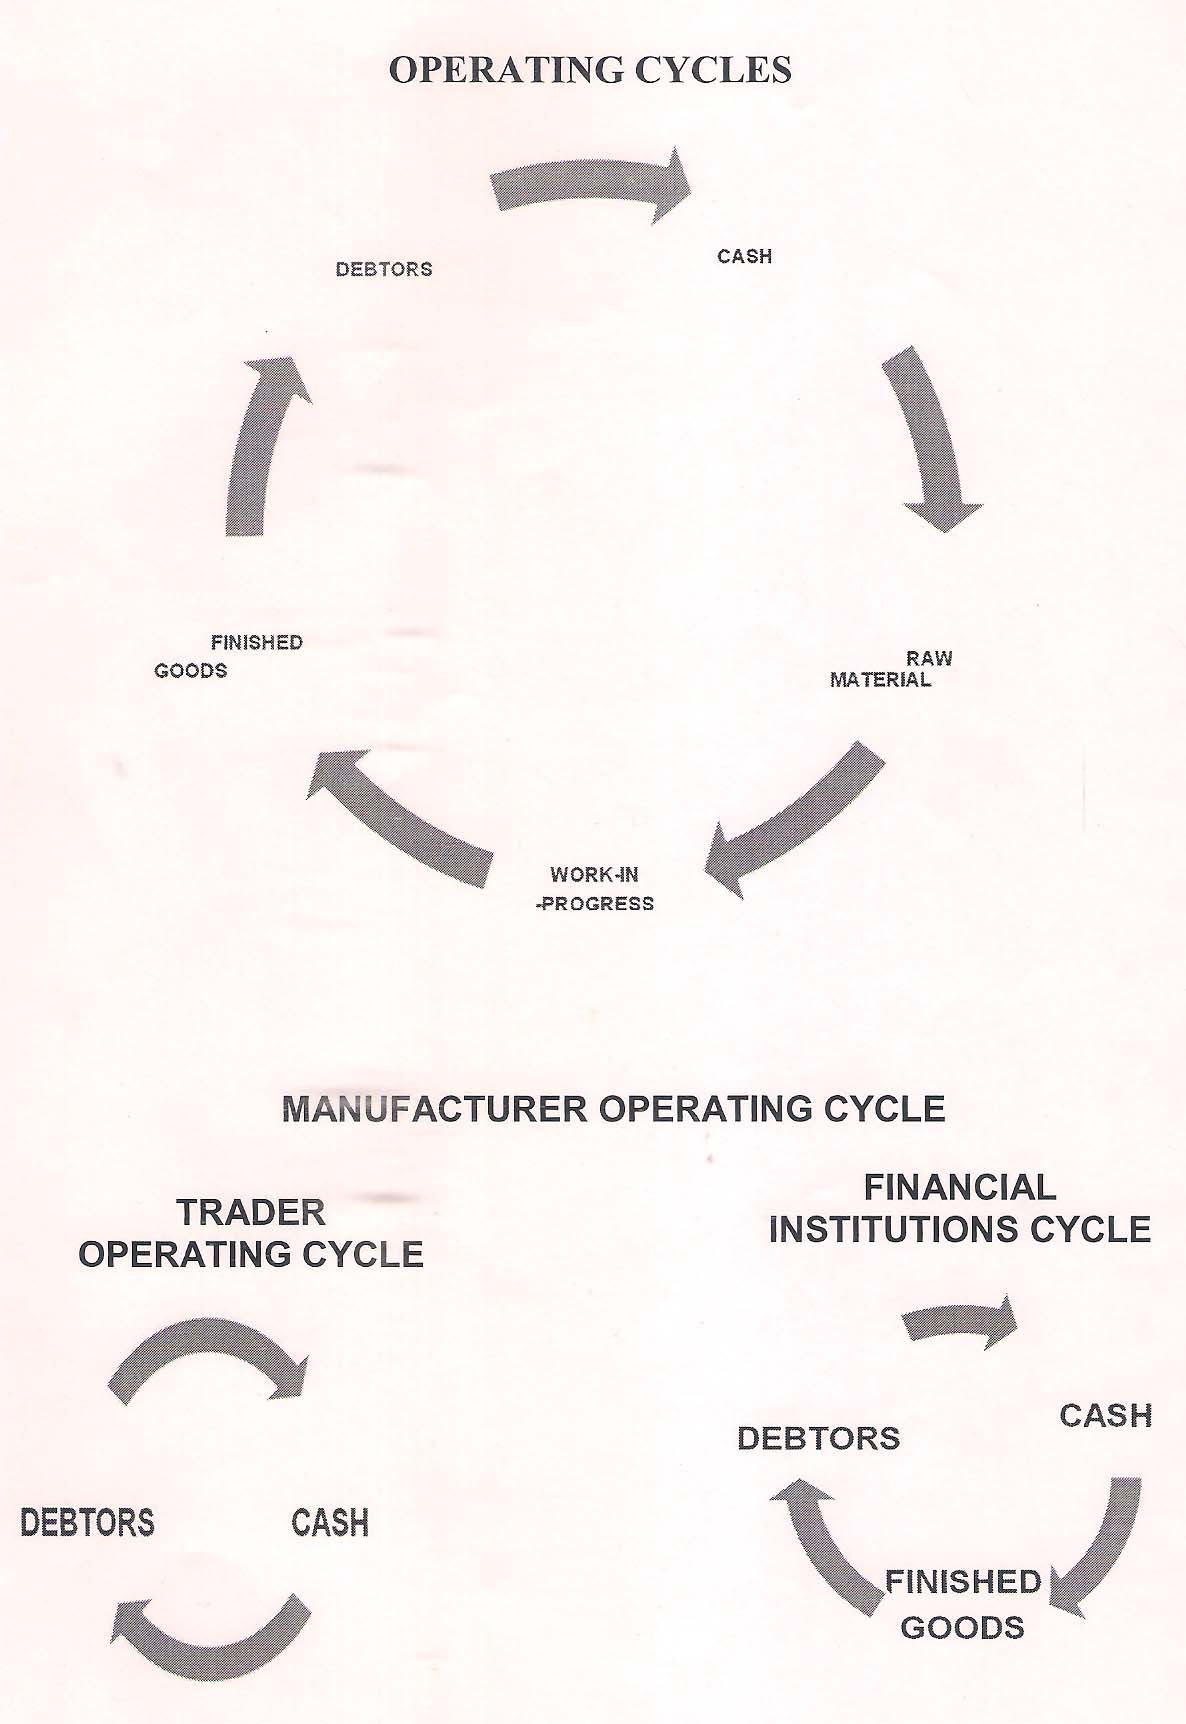 OPERATING CYCLES
DEBTORS
CASH
FINISHED
GOODS
RAW
MATERIAL
WORK-IN
-PROGRESS
MANUFACTURER OPERATING CYCLE
TRADER
OPERATING CYCLE
DEBTORS
CASH
FINANCIAL
INSTITUTIONS CYCLE
DEBTORS
CASH
FINISHED
GOODS